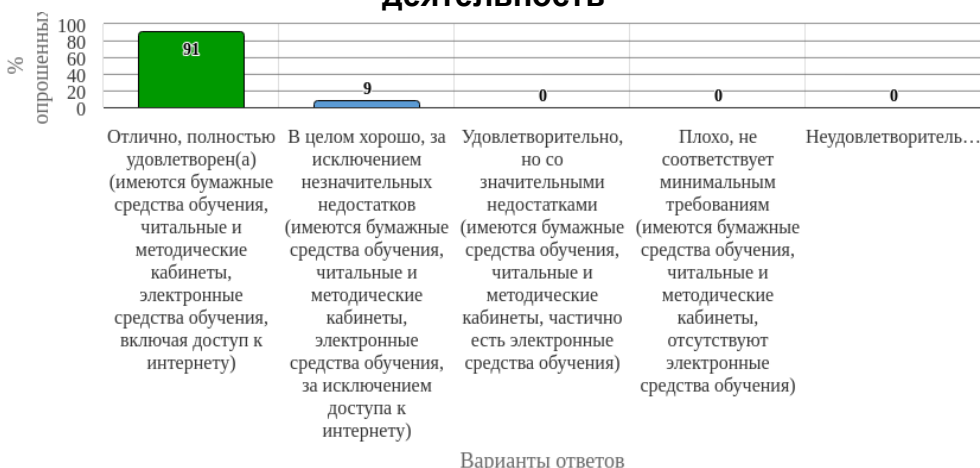 деятельность
%
опрошенных
100
80
60
40
20
0
91
9
0
0
0
Отлично, полностью
удовлетворен(а)
(имеются бумажные
средства обучения,
читальные и
методические
кабинеты,
электронные
средства обучения,
включая доступ к
интернету)
В целом хорошо, за
исключением
незначительных
недостатков
(имеются бумажные
средства обучения,
читальные и
методические
кабинеты,
электронные
средства обучения,
за исключением
доступа к
интернету)
Удовлетворительно,
но со
значительными
недостатками
(имеются бумажные
средства обучения,
читальные и
методические
кабинеты, частично
есть электронные
средства обучения)
Плохо, не
соответствует
минимальным
требованиям
(имеются бумажные
средства обучения,
читальные и
методические
кабинеты,
отсутствуют
электронные
средства обучения)
Неудовлетворитель…
Варианты ответов